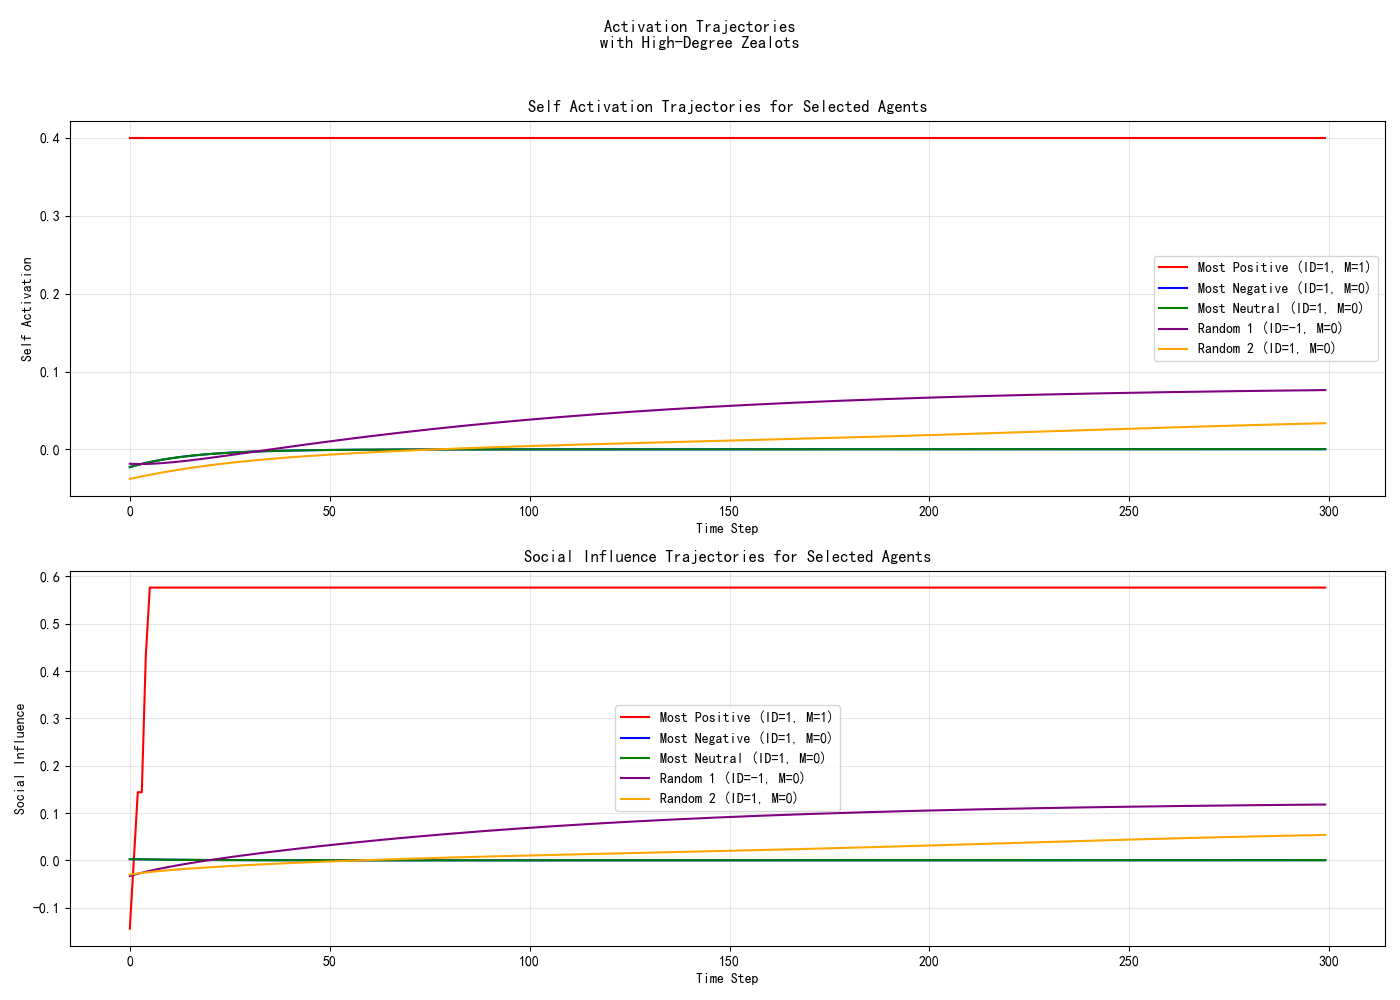 Activation Trajectories
with High-Degree Zealots
Self Activation Trajectories for Selected Agents
Self Activation
0.4
0.3
0.2
0.1
0.0
Most Positive (ID=1, M=1)
Most Negative (ID=1, M=0)
Most Neutral (ID=1, M=0)
Random 1 (ID=-1, M=0)
Random 2 (ID=1, M=0)
0 50 100 150 200 250 300
Time Step
Social Influence Trajectories for Selected Agents
Social Influence
0.6
0.5
0.4
0.3
0.2
0.1
0.0
-0.1
Most Positive (ID=1, M=1)
Most Negative (ID=1, M=0)
Most Neutral (ID=1, M=0)
Random 1 (ID=-1, M=0)
Random 2 (ID=1, M=0)
0 50 100 150 200 250 300
Time Step